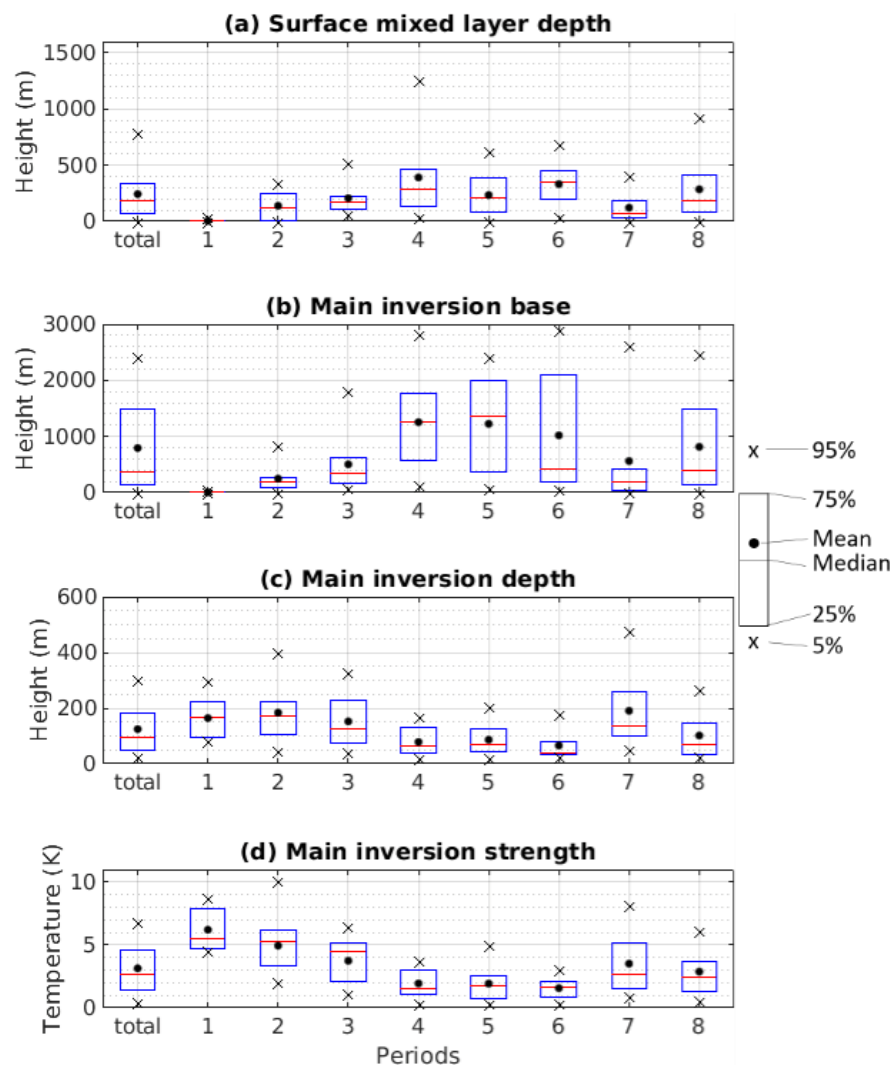 (a) Surface mixed layer depth
Height (m)
1500
1000
500
0
total 1 2 3 4 5 6 7 8
(b) Main inversion base
Height (m)
3000
2000
1000
0
total 1 2 3 4 5 6 7 8
x 95%
75%
Mean
Median
25%
x 5%
(c) Main inversion depth
Height (m)
600
400
200
0
total 1 2 3 4 5 6 7 8
(d) Main inversion strength
Temperature (K)
10
5
0
total 1 2 3 4 5 6 7 8
Periods